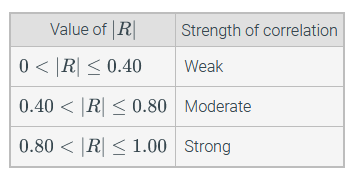 Value of |R| Strength of correlation
0 < |R| ≤ 0.40 Weak
0.40 < |R| ≤ 0.80 Moderate
0.80 < |R| ≤ 1.00 Strong